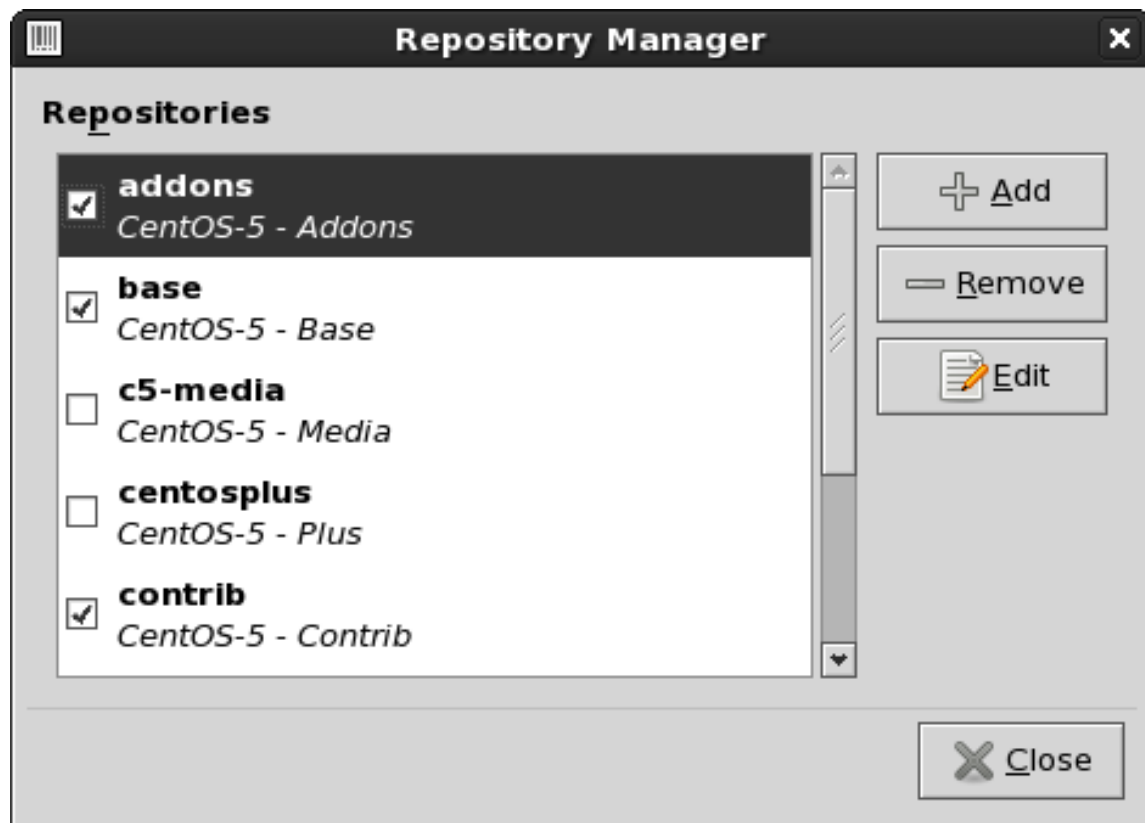 Repository Manager
Repositories
addons
CentOS-5 - Addons
base
CentOS-5 - Base
c5-media
CentOS-5 - Media
centosplus
CentOS-5 - Plus
contrib
CentOS-5 - Contrib
Add
Remove
Edit
Close